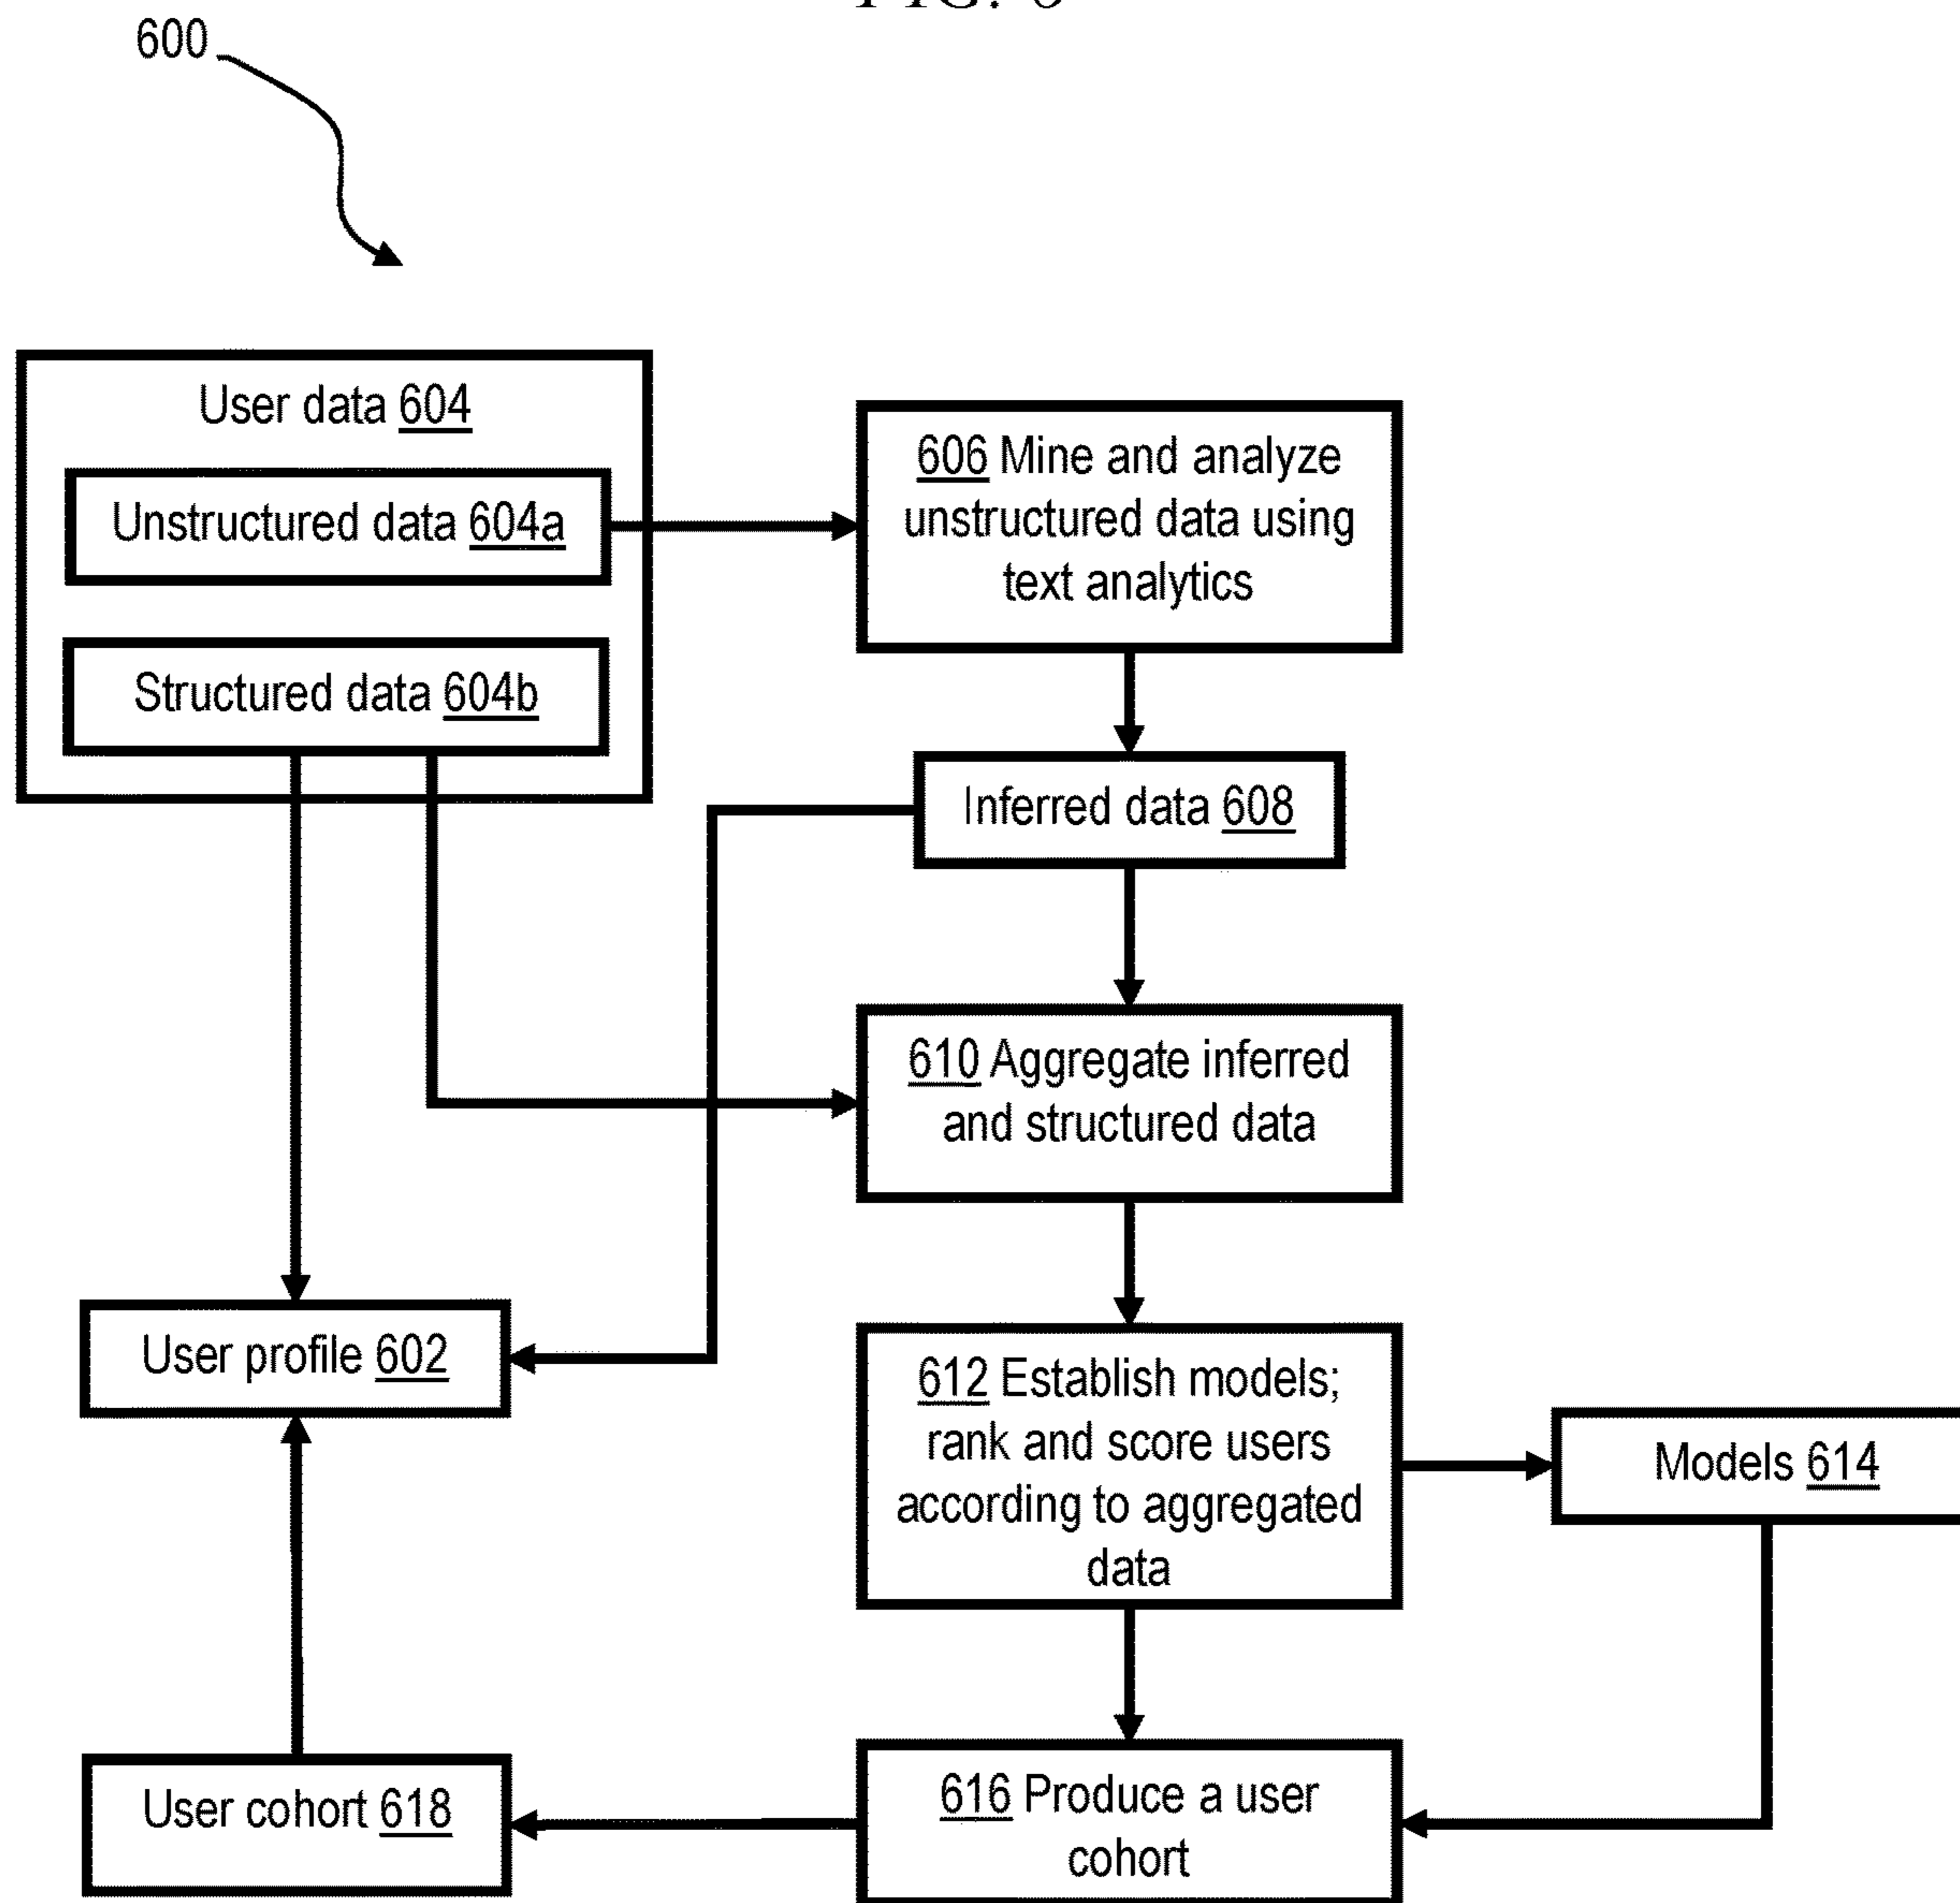 FIG. 6
600
User data 604
Unstructured data 604a
Structured data 604b
606 Mine and analyze
unstructured data using
text analytics
Inferred data 608
610 Aggregate inferred
and structured data
User profile 602
612 Establish models;
rank and score users
according to aggregated
data
Models 614
User cohort 618
616 Produce a user
cohort